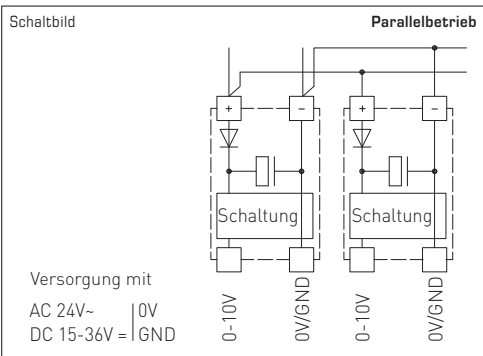 Schaltbild
Parallelbetrieb
+ − + −
Schaltung Schaltung
Versorgung mit
AC 24V~ 0V
DC 15-36V = GND
0-10V
0V/GND
0-10V
0V/GND